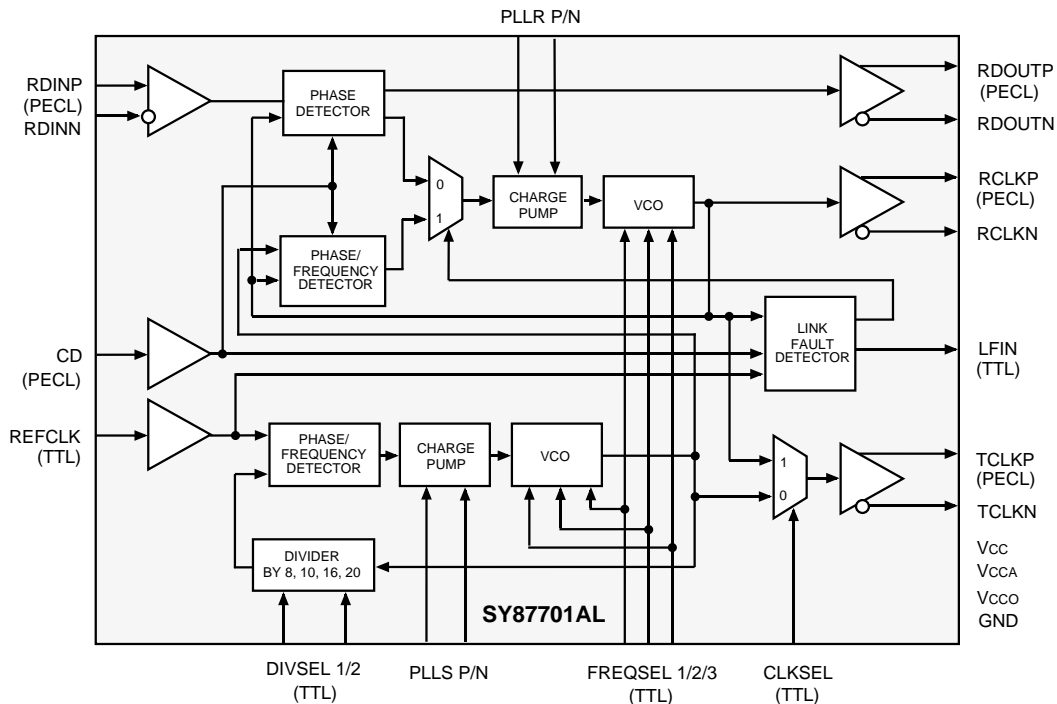 PLLR P/N
RDINP
(PECL)
RDINN
PHASE
DETECTOR
RDOUTP
(PECL)
RDOUTN
0
1
CHARGE
PUMP
VCO
RCLKP
(PECL)
RCLKN
PHASE/
FREQUENCY
DETECTOR
LINK
FAULT
DETECTOR
CD
(PECL)
LFIN
(TTL)
REFCLK
(TTL)
PHASE/
FREQUENCY
DETECTOR
CHARGE
PUMP
VCO
1
0
TCLKP
(PECL)
TCLKN
DIVIDER
BY 8, 10, 16, 20
VCC
VCCA
VCCO
GND
SY87701AL
DIVSEL 1/2
(TTL)
PLLS P/N
FREQSEL 1/2/3
(TTL)
CLKSEL
(TTL)